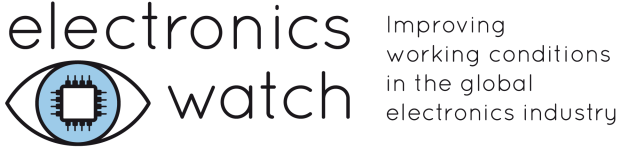 electronics
watch
Improving
working conditions
in the global
electronics industry